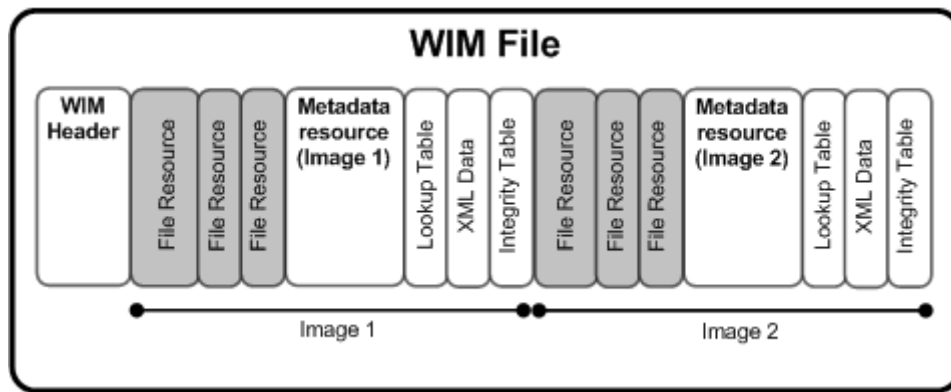 WIM File
WIM
Header
File Resource
File Resource
File Resource
Metadata
resource
(Image 1)
Lookup Table
XML Data
Integrity Table
File Resource
File Resource
File Resource
Metadata
resource
(Image 2)
Lookup Table
XML Data
Integrity Table
Image 1
Image 2